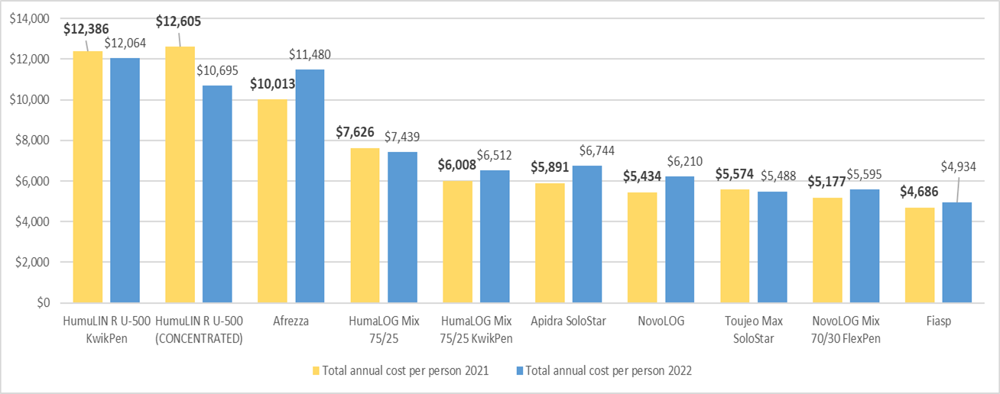 $14,000
$12,000
$10,000
$8,000
$6,000
$4,000
$2,000
$0
$12,386
$12,064
$12,605
$10,695
$10,013
$11,480
$7,626
$7,439
$6,008
$6,512
$5,891
$6,744
$5,434
$6,210
$5,574
$5,488
$5,177
$5,595
$4,686
$4,934
HumuLIN R U-500
KwikPen
HumuLIN R U-500
(CONCENTRATED)
Afrezza
HumaLOG Mix
75/25
HumaLOG Mix
75/25 KwikPen
Apidra SoloStar
NovoLOG
Toujeo Max
SoloStar
NovoLOG Mix
70/30 FlexPen
Fiasp
Total annual cost per person 2021
Total annual cost per person 2022